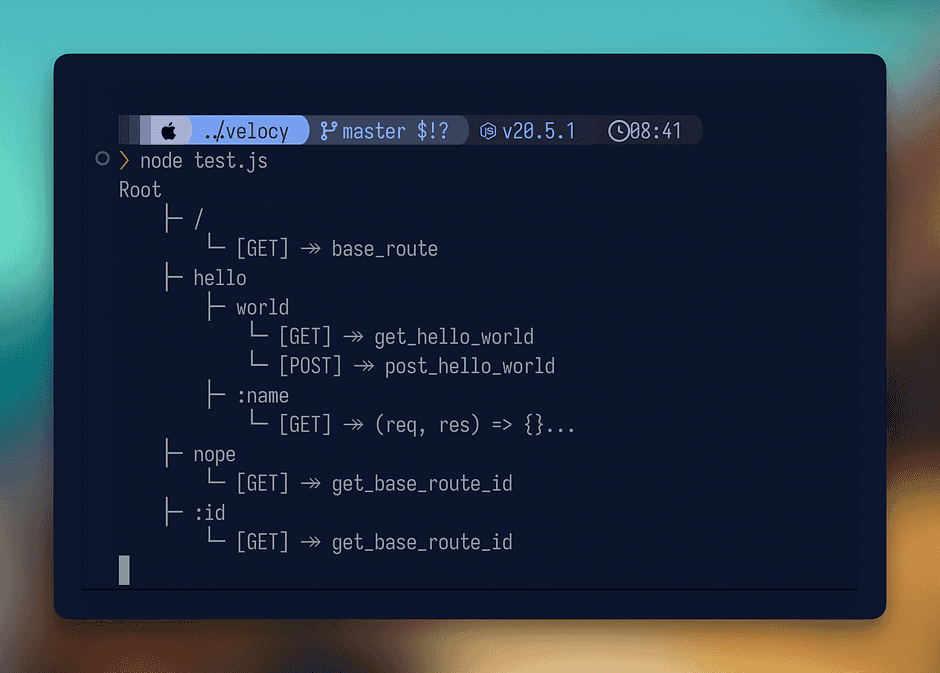 ../velocy master $!? v20.5.1 08:41
❯ node test.js
Root
├─ /
└─ [GET] ↠ base_route
├─ hello
├─ world
└─ [GET] ↠ get_hello_world
└─ [POST] ↠ post_hello_world
├─ :name
└─ [GET] ↠ (req, res) => {}...
├─ nope
└─ [GET] ↠ get_base_route_id
├─ :id
└─ [GET] ↠ get_base_route_id